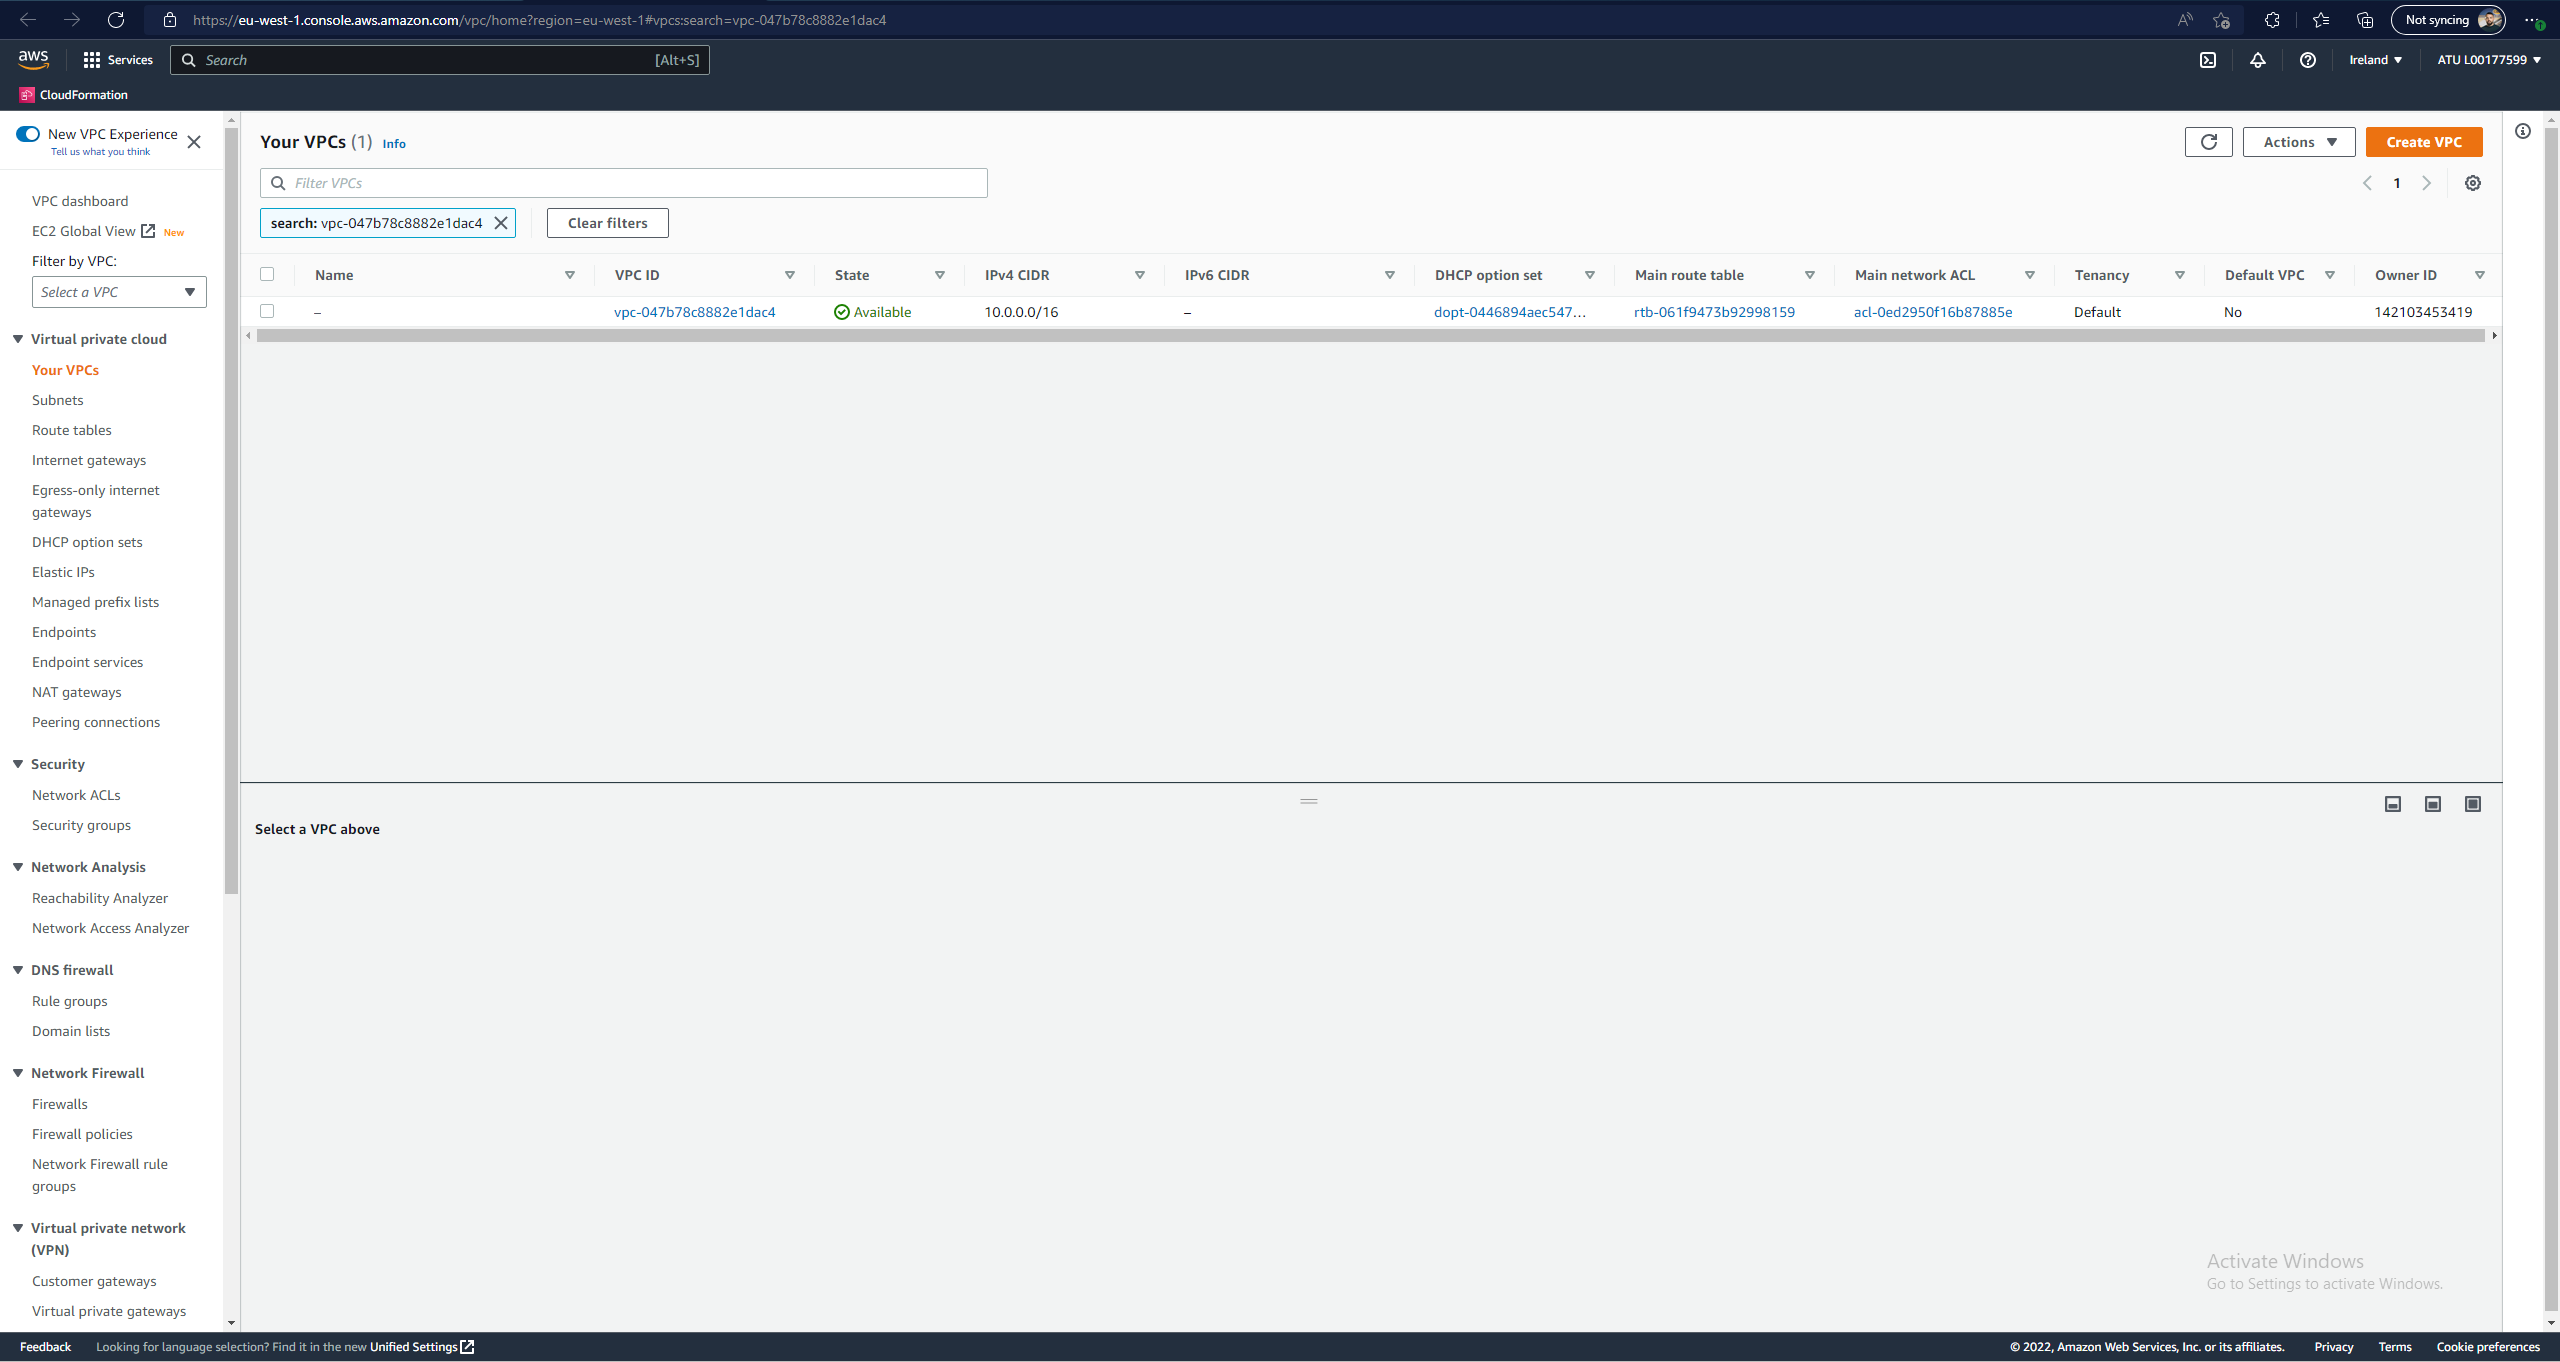 https://eu-west-1.console.aws.amazon.com/vpc/home?region=eu-west-1#vpcs:search=vpc-047b78c8882e1dac4
Not syncing
aws
Services
Search
[Alt+S]
Ireland
ATU L00177599
CloudFormation
New VPC Experience
Tell us what you think
VPC dashboard
EC2 Global View New
Filter by VPC:
Select a VPC
Virtual private cloud
Your VPCs
Subnets
Route tables
Internet gateways
Egress-only internet
gateways
DHCP option sets
Elastic IPs
Managed prefix lists
Endpoints
Endpoint services
NAT gateways
Peering connections
Security
Network ACLs
Security groups
Network Analysis
Reachability Analyzer
Network Access Analyzer
DNS firewall
Rule groups
Domain lists
Network Firewall
Firewalls
Firewall policies
Network Firewall rule
groups
Virtual private network
(VPN)
Customer gateways
Virtual private gateways
Your VPCs (1) Info
Actions
Create VPC
Filter VPCs
1
search: vpc-047b78c8882e1dac4
Clear filters
Name VPC ID State IPv4 CIDR IPv6 CIDR DHCP option set Main route table Main network ACL Tenancy Default VPC Owner ID
– vpc-047b78c8882e1dac4 Available 10.0.0.0/16 – dopt-0446894aec547... rtb-061f9473b92998159 acl-0ed2950f16b87885e Default No 142103453419
Select a VPC above
Activate Windows
Go to Settings to activate Windows.
Feedback
Looking for language selection? Find it in the new Unified Settings
© 2022, Amazon Web Services, Inc. or its affiliates.
Privacy
Terms
Cookie preferences